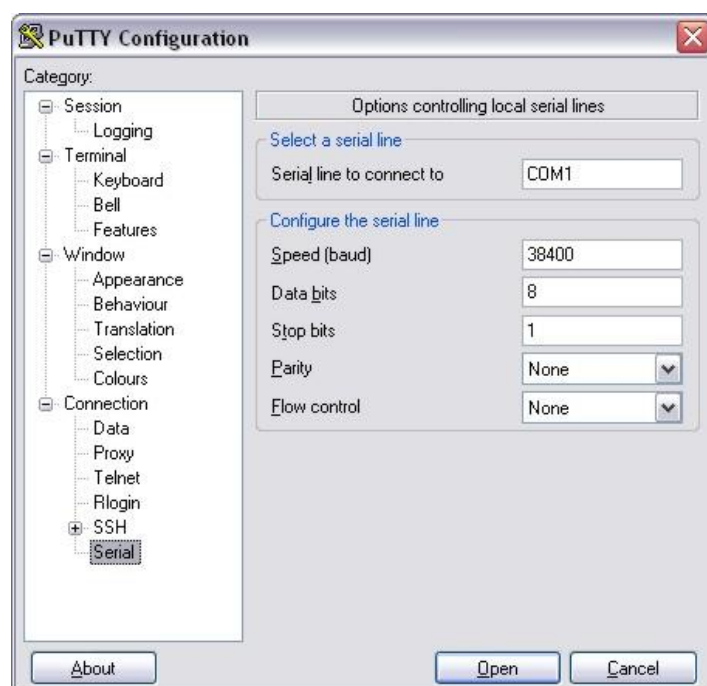 PuTTY Configuration
Category:
Session
Logging
Terminal
Keyboard
Bell
Features
Window
Appearance
Behaviour
Translation
Selection
Colours
Connection
Data
Proxy
Telnet
Rlogin
SSH
Serial
Options controlling local serial lines
Select a serial line
Serial line to connect to COM1
Configure the serial line
Speed (baud) 38400
Data bits 8
Stop bits 1
Parity None
Flow control None
About Open Cancel